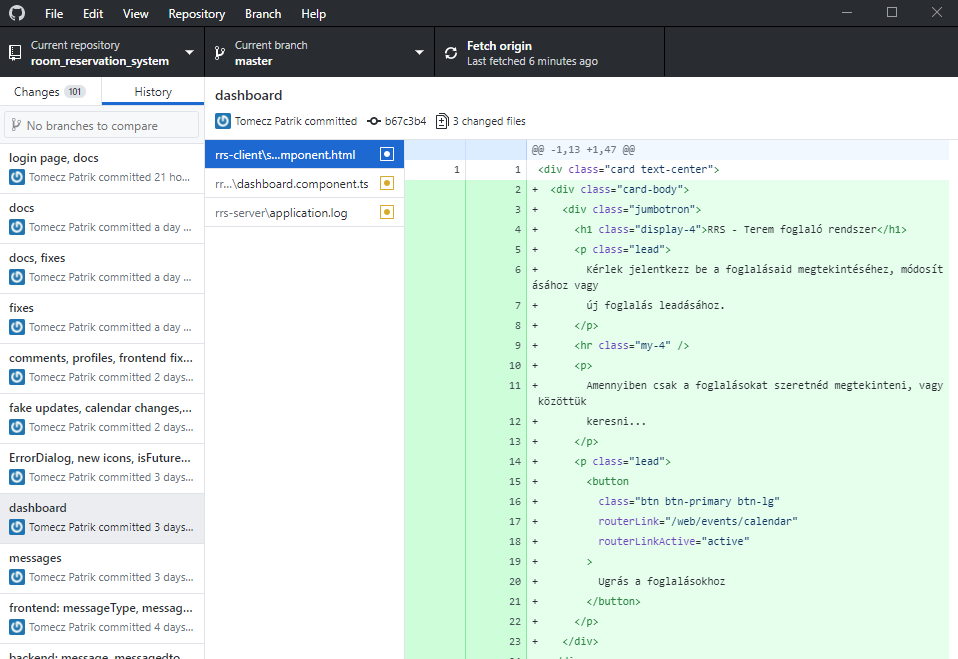 File Edit View Repository Branch Help
Current repository
room_reservation_system
Current branch
master
Fetch origin
Last fetched 6 minutes ago
Changes 101 History
No branches to compare
login page, docs
Tomecz Patrik committed 21 ho...
docs
Tomecz Patrik committed a day ...
docs, fixes
Tomecz Patrik committed a day ...
fixes
Tomecz Patrik committed a day ...
comments, profiles, frontend fix...
Tomecz Patrik committed 2 days...
fake updates, calendar changes,...
Tomecz Patrik committed 2 days...
ErrorDialog, new icons, isFuture...
Tomecz Patrik committed 3 days...
dashboard
Tomecz Patrik committed 3 days...
messages
Tomecz Patrik committed 3 days...
frontend: messageType, messag...
Tomecz Patrik committed 4 days...
backend: message, messagedto
dashboard
Tomecz Patrik committed b67c3b4 3 changed files
rrs-client\s...mponent.html
rr...\dashboard.component.ts
rrs-server\application.log
@@ -1,13 +1,47 @@
1 1 <div class="card text-center">
2 + <div class="card-body">
3 + <div class="jumbotron">
4 + <h1 class="display-4">RRS - Terem foglaló rendszer</h1>
5 + <p class="lead">
6 + Kérlek jelentkezz be a foglalásaid megtekintéséhez, módosít
ásához vagy
7 + új foglalás leadásához.
8 + </p>
9 + <hr class="my-4" />
10 + <p>
11 + Amennyiben csak a foglalásokat szeretnéd megtekinteni, vagy
közöttük
12 + keresni...
13 + </p>
14 + <p class="lead">
15 + <button
16 + class="btn btn-primary btn-lg"
17 + routerLink="/web/events/calendar"
18 + routerLinkActive="active"
19 + >
20 + Ugrás a foglalásokhoz
21 + </button>
22 + </p>
23 + </div>